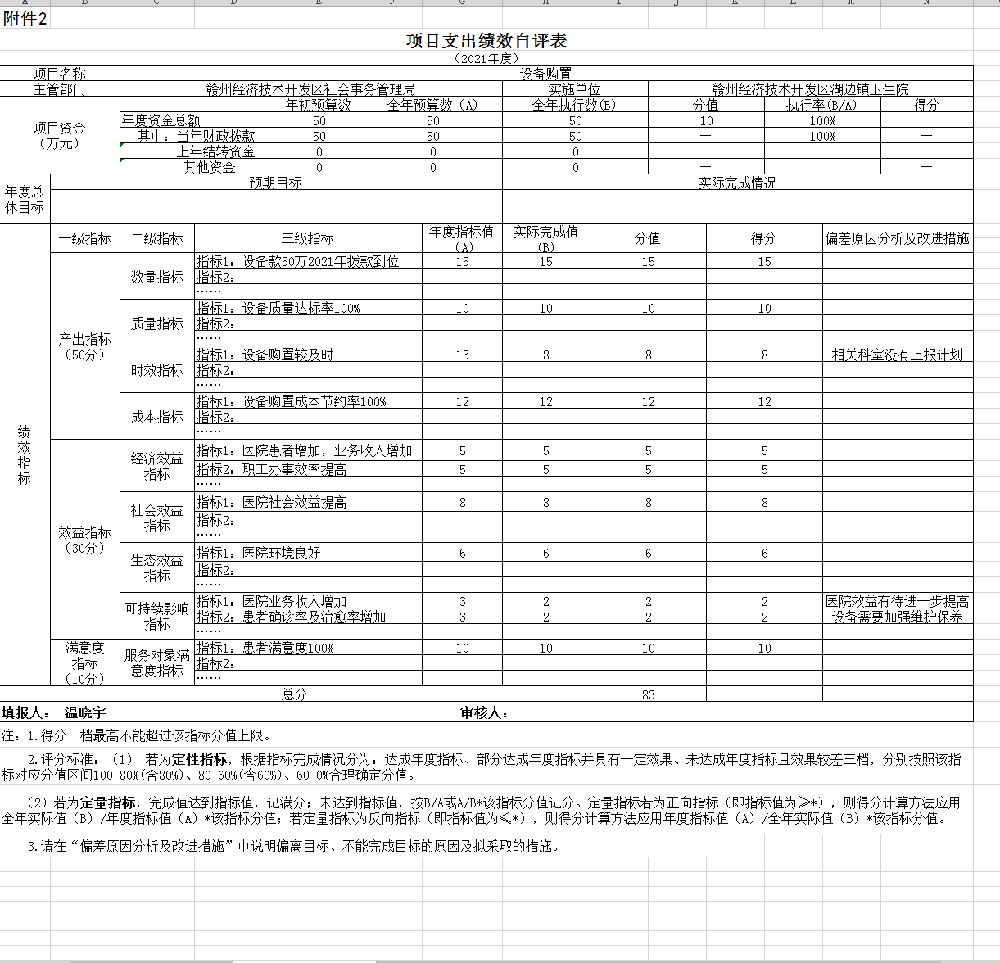 附件2
项目支出绩效自评表
（2021年度）
项目名称 设备购置
主管部门 赣州经济技术开发区社会事务管理局 实施单位 赣州经济技术开发区湖边镇卫生院
项目资金（万元） 年初预算数 全年预算数（A） 全年执行数(B) 分值 执行率(B/A) 得分
年度资金总额 50 50 50 10 100%
其中：当年财政拨款 50 50 50 — 100% —
上年结转资金 0 0 0 — —
其他资金 0 0 0 — —
年度总体目标 预期目标 实际完成情况
绩效指标 一级指标 二级指标 三级指标 年度指标值（A） 实际完成值（B） 分值 得分 偏差原因分析及改进措施
产出指标（50分） 数量指标 指标1：设备款50万2021年拨款到位 15 15 15 15
指标2：
……
质量指标 指标1：设备质量达标率100% 10 10 10 10
指标2：
……
时效指标 指标1：设备购置较及时 13 8 8 8 相关科室没有上报计划
指标2：
……
成本指标 指标1：设备购置成本节约率100% 12 12 12 12
指标2：
……
效益指标（30分） 经济效益指标 指标1：医院患者增加，业务收入增加 5 5 5 5
指标2：职工办事效率提高 5 5 5 5
……
社会效益指标 指标1：医院社会效益提高 8 8 8 8
指标2：
……
生态效益指标 指标1：医院环境良好 6 6 6 6
指标2：
……
可持续影响指标 指标1：医院业务收入增加 3 2 2 2 医院效益有待进一步提高
指标2：患者确诊率及治愈率增加 3 2 2 2 设备需要加强维护保养
……
满意度指标（10分） 服务对象满意度指标 指标1：患者满意度100% 10 10 10 10
指标2：
……
总分 83
填报人： 温晓宇 审核人：
注：1.得分一档最高不能超过该指标分值上限。
2.评分标准：（1） 若为定性指标，根据指标完成情况分为：达成年度指标、部分达成年度指标并具有一定效果、未达成年度指标且效果较差三档，分别按照该指
标对应分值区间100-80%(含80%)、80-60%(含60%)、60-0%合理确定分值。
（2）若为定量指标，完成值达到指标值，记满分；未达到指标值，按B/A或A/B*该指标分值记分。定量指标若为正向指标（即指标值为≥*），则得分计算方法应用
全年实际值（B）/年度指标值（A）*该指标分值；若定量指标为反向指标（即指标值为≤*），则得分计算方法应用年度指标值（A）/全年实际值（B）*该指标分值。
3.请在“偏差原因分析及改进措施”中说明偏离目标、不能完成目标的原因及拟采取的措施。